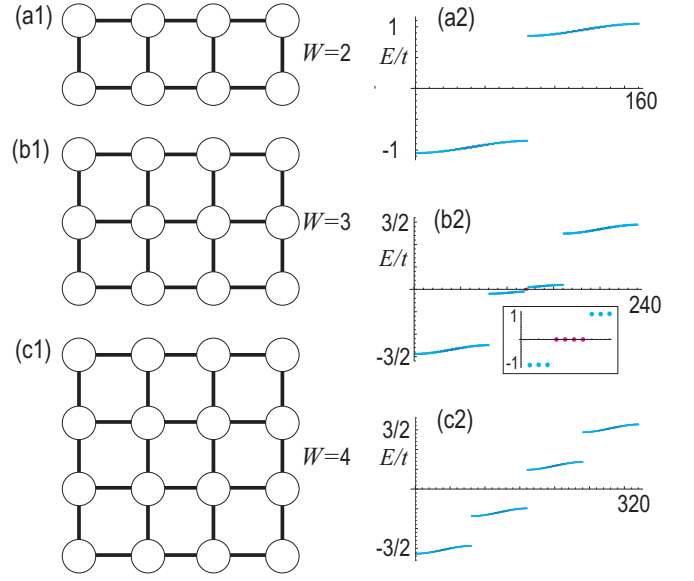 (a1)
W=2
(a2)
1
E/t
160
-1
(b1)
W=3
(b2)
3/2
E/t
240
1
-1
-3/2
(c1)
W=4
(c2)
3/2
E/t
320
-3/2